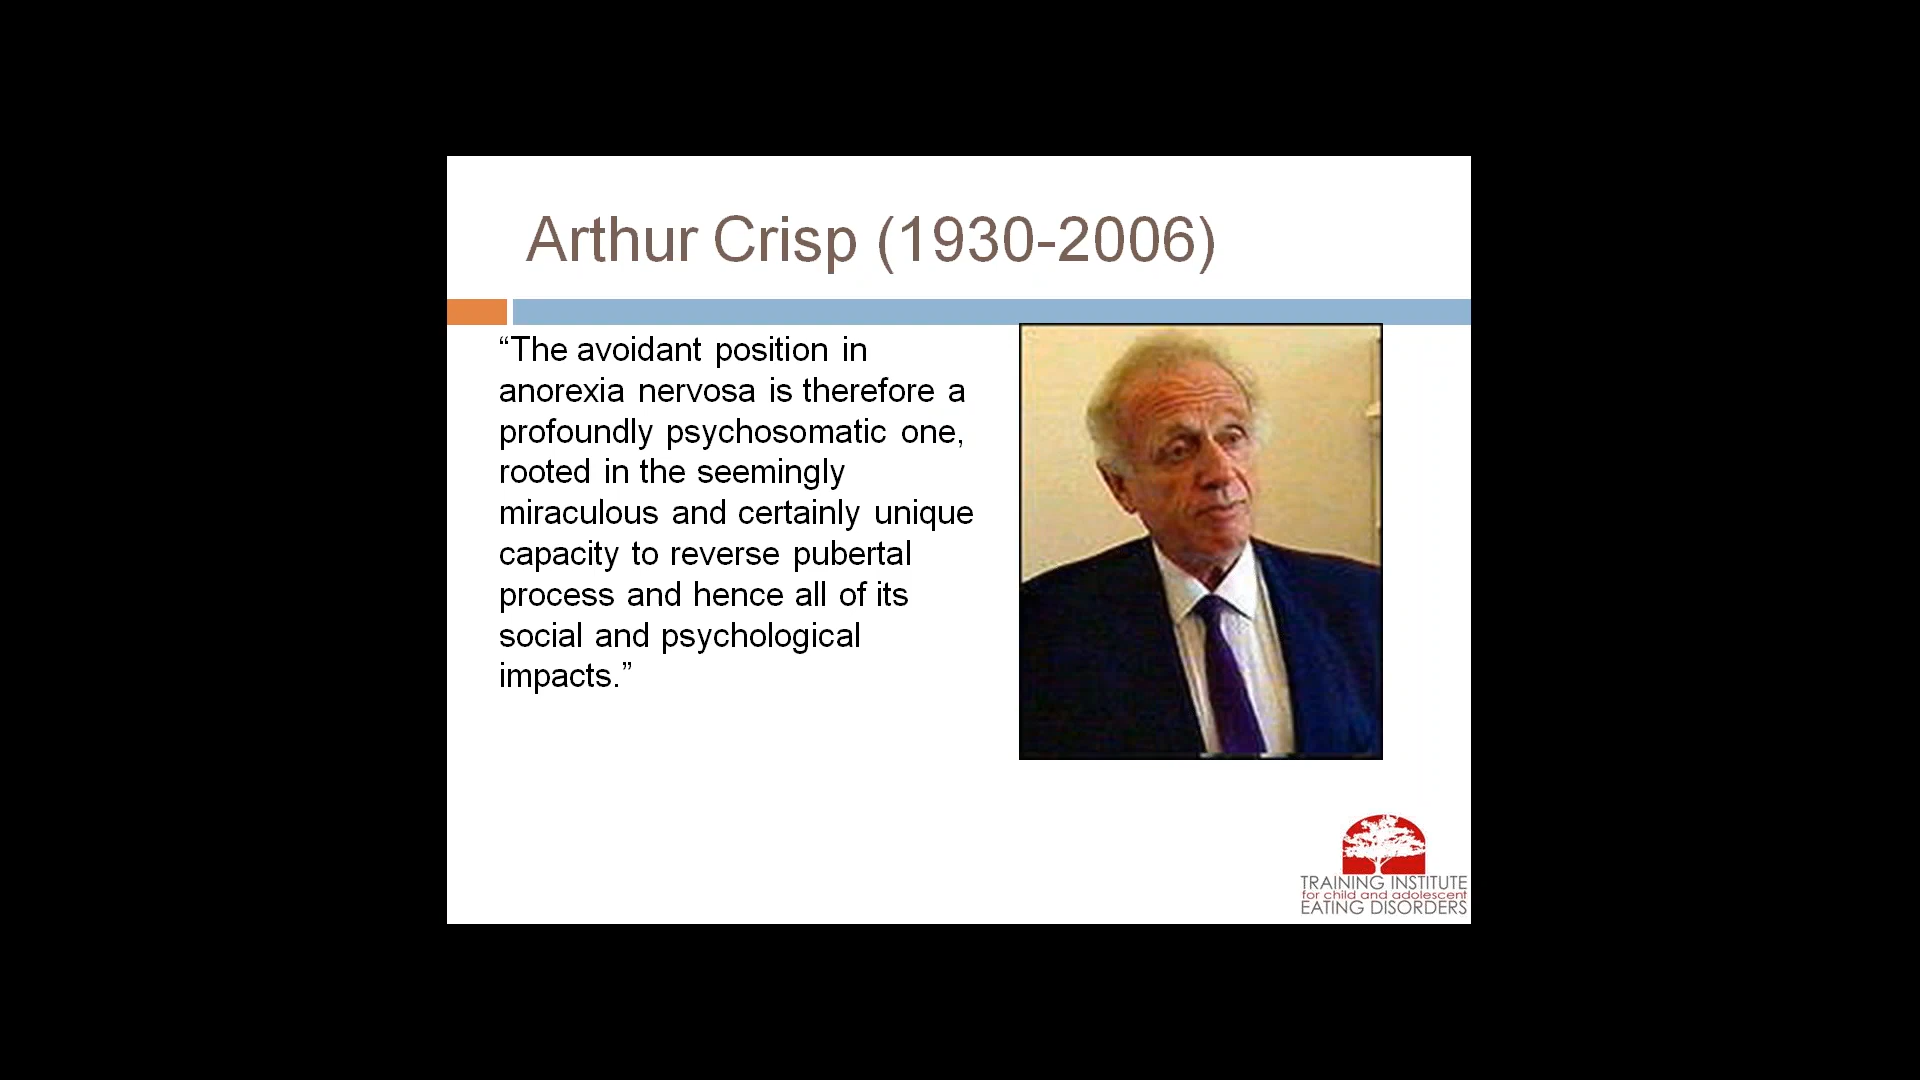 Arthur Crisp (1930-2006)
“The avoidant position in
anorexia nervosa is therefore a
profoundly psychosomatic one,
rooted in the seemingly
miraculous and certainly unique
capacity to reverse pubertal
process and hence all of its
social and psychological
impacts.”
TRAINING INSTITUTE
for child and adolescent
EATING DISORDERS